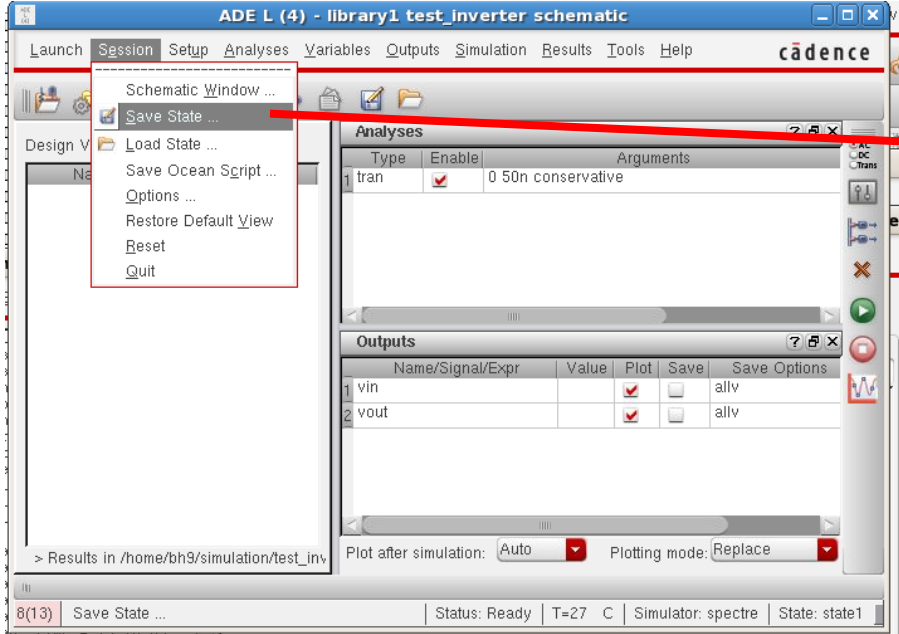 ADE L (4) - library1 test_inverter schematic
Launch Session Setup Analyses Variables Outputs Simulation Results Tools Help cādence
Schematic Window ...
Save State ...
Load State ...
Save Ocean Script ...
Options ...
Restore Default View
Reset
Quit
Design V
Na
Analyses
Type Enable Arguments
1 tran 0 50n conservative
AC
DC
Trans
Outputs
Name/Signal/Expr Value Plot Save Save Options
1 vin allv
2 vout allv
> Results in /home/bh9/simulation/test_inv
Plot after simulation: Auto Plotting mode: Replace
8(13) Save State ... Status: Ready T=27 C Simulator: spectre State: state1